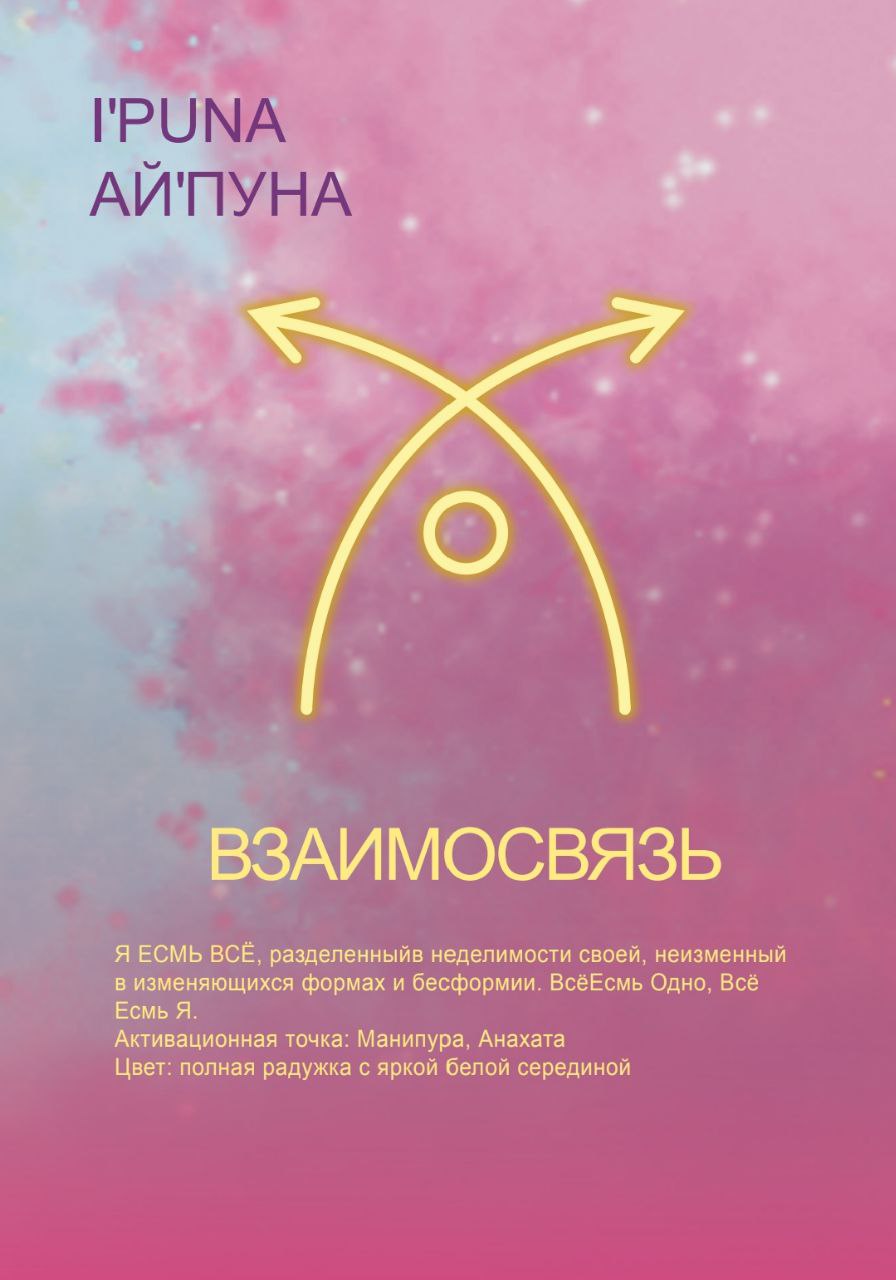 I'PUNA
АЙ'ПУНА
ВЗАИМОСВЯЗЬ
Я ЕСМЬ ВСЁ, разделенныйв неделимости своей, неизменный
в изменяющихся формах и бесформии. ВсёЕсмь Одно, Всё
Есмь Я.
Активационная точка: Манипура, Анахата
Цвет: полная радужка с яркой белой серединой